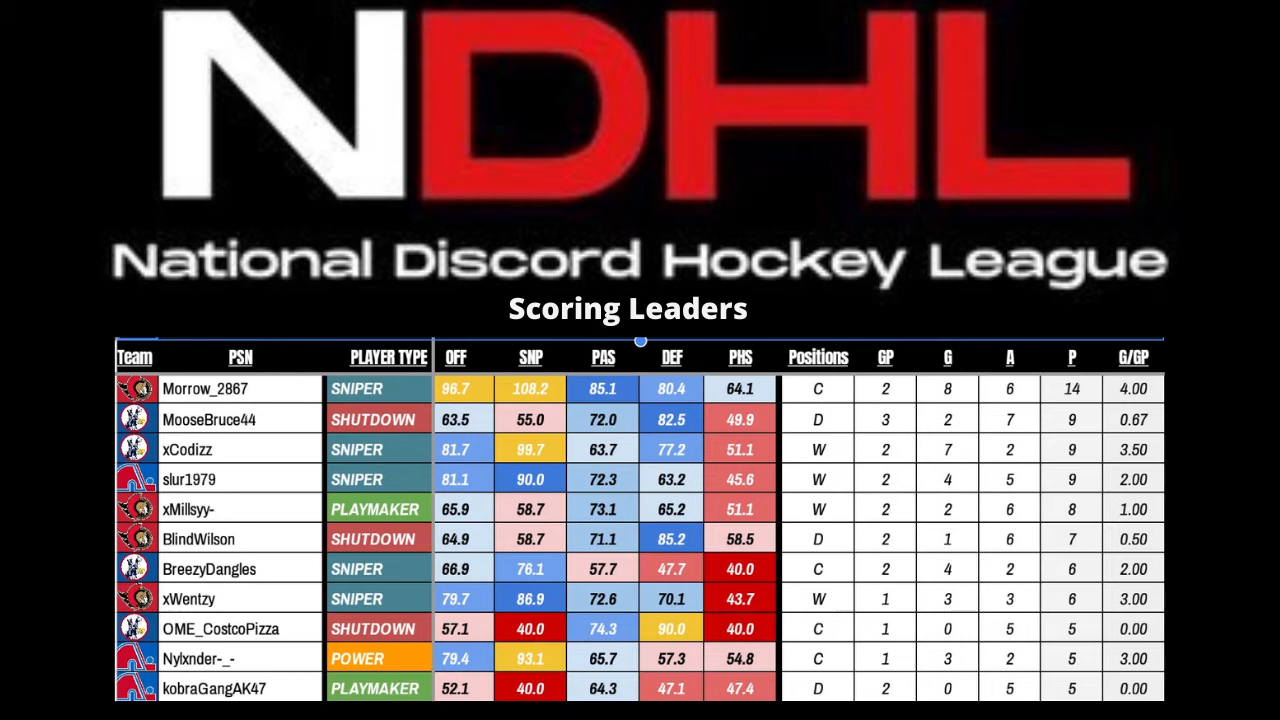 NDHL
National Discord Hockey League
Scoring Leaders
Team PSN PLAYER TYPE OFF SNP PAS DEF PHS Positions GP G A P G/GP
Morrow_2867 SNIPER 96.7 108.2 85.1 80.4 64.1 C 2 8 6 14 4.00
MooseBruce44 SHUTDOWN 63.5 55.0 72.0 82.5 49.9 D 3 2 7 9 0.67
xCodizz SNIPER 81.7 99.7 63.7 77.2 51.1 W 2 7 2 9 3.50
slur1979 SNIPER 81.1 90.0 72.3 63.2 45.6 W 2 4 5 9 2.00
xMillsyy- PLAYMAKER 65.9 58.7 73.1 65.2 51.1 W 2 2 6 8 1.00
BlindWilson SHUTDOWN 64.9 58.7 71.1 85.2 58.5 D 2 1 6 7 0.50
BreezyDangles SNIPER 66.9 76.1 57.7 47.7 40.0 C 2 4 2 6 2.00
xWentzy SNIPER 79.7 86.9 72.6 70.1 43.7 W 1 3 3 6 3.00
OME_CostcoPizza SHUTDOWN 57.1 40.0 74.3 90.0 40.0 C 1 0 5 5 0.00
Nylxnder-_- POWER 79.4 93.1 65.7 57.3 54.8 C 1 3 2 5 3.00
kobraGangAK47 PLAYMAKER 52.1 40.0 64.3 47.1 47.4 D 2 0 5 5 0.00